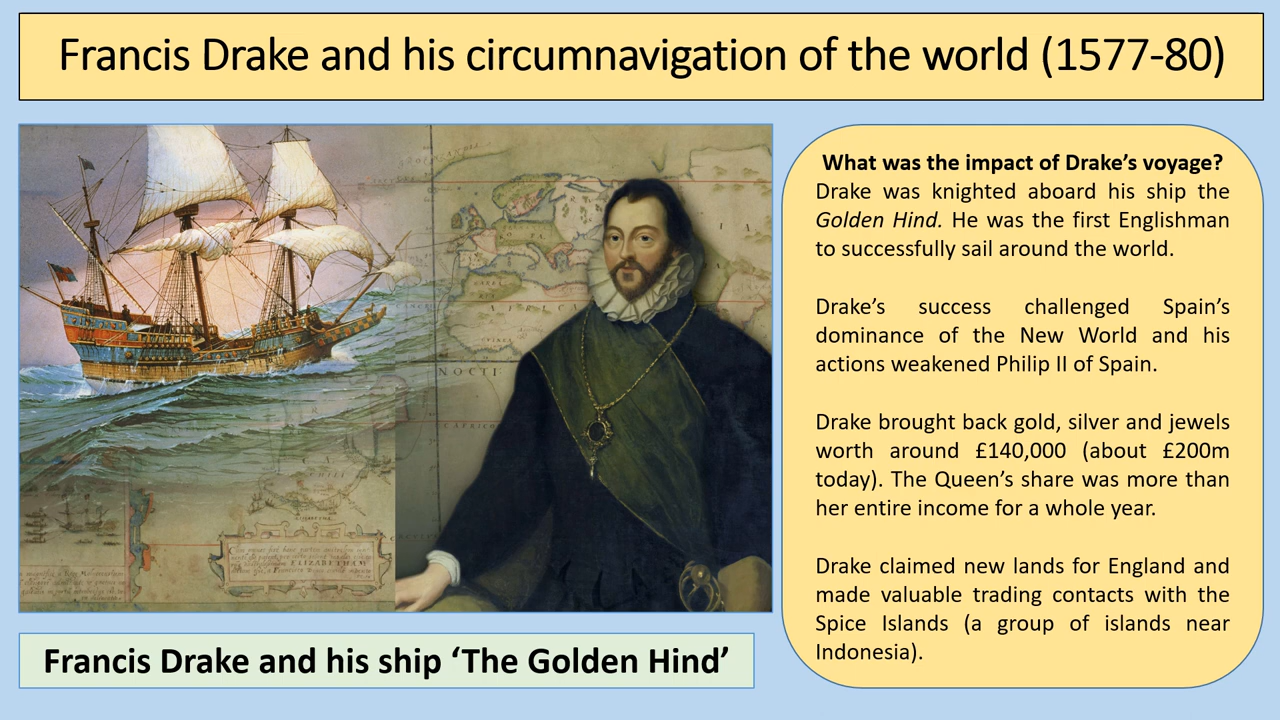 Francis Drake and his circumnavigation of the world (1577-80)
NOCTI
ELIZABETHAM
Francis Drake and his ship ‘The Golden Hind’
What was the impact of Drake’s voyage?
Drake was knighted aboard his ship the
Golden Hind. He was the first Englishman
to successfully sail around the world.
Drake’s success challenged Spain’s
dominance of the New World and his
actions weakened Philip II of Spain.
Drake brought back gold, silver and jewels
worth around £140,000 (about £200m
today). The Queen’s share was more than
her entire income for a whole year.
Drake claimed new lands for England and
made valuable trading contacts with the
Spice Islands (a group of islands near
Indonesia).